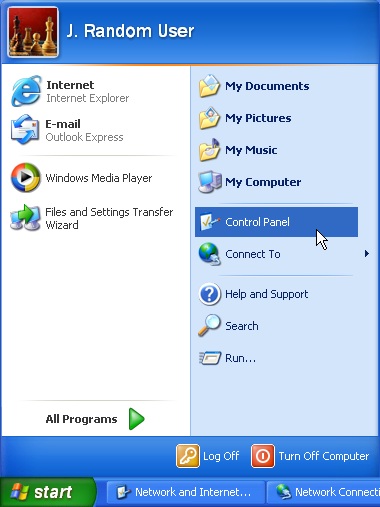 J. Random User
Internet
Internet Explorer
E-mail
Outlook Express
Windows Media Player
Files and Settings Transfer
Wizard
All Programs
My Documents
My Pictures
My Music
My Computer
Control Panel
Connect To
Help and Support
Search
Run...
Log Off
Turn Off Computer
start
Network and Internet...
Network Connecti